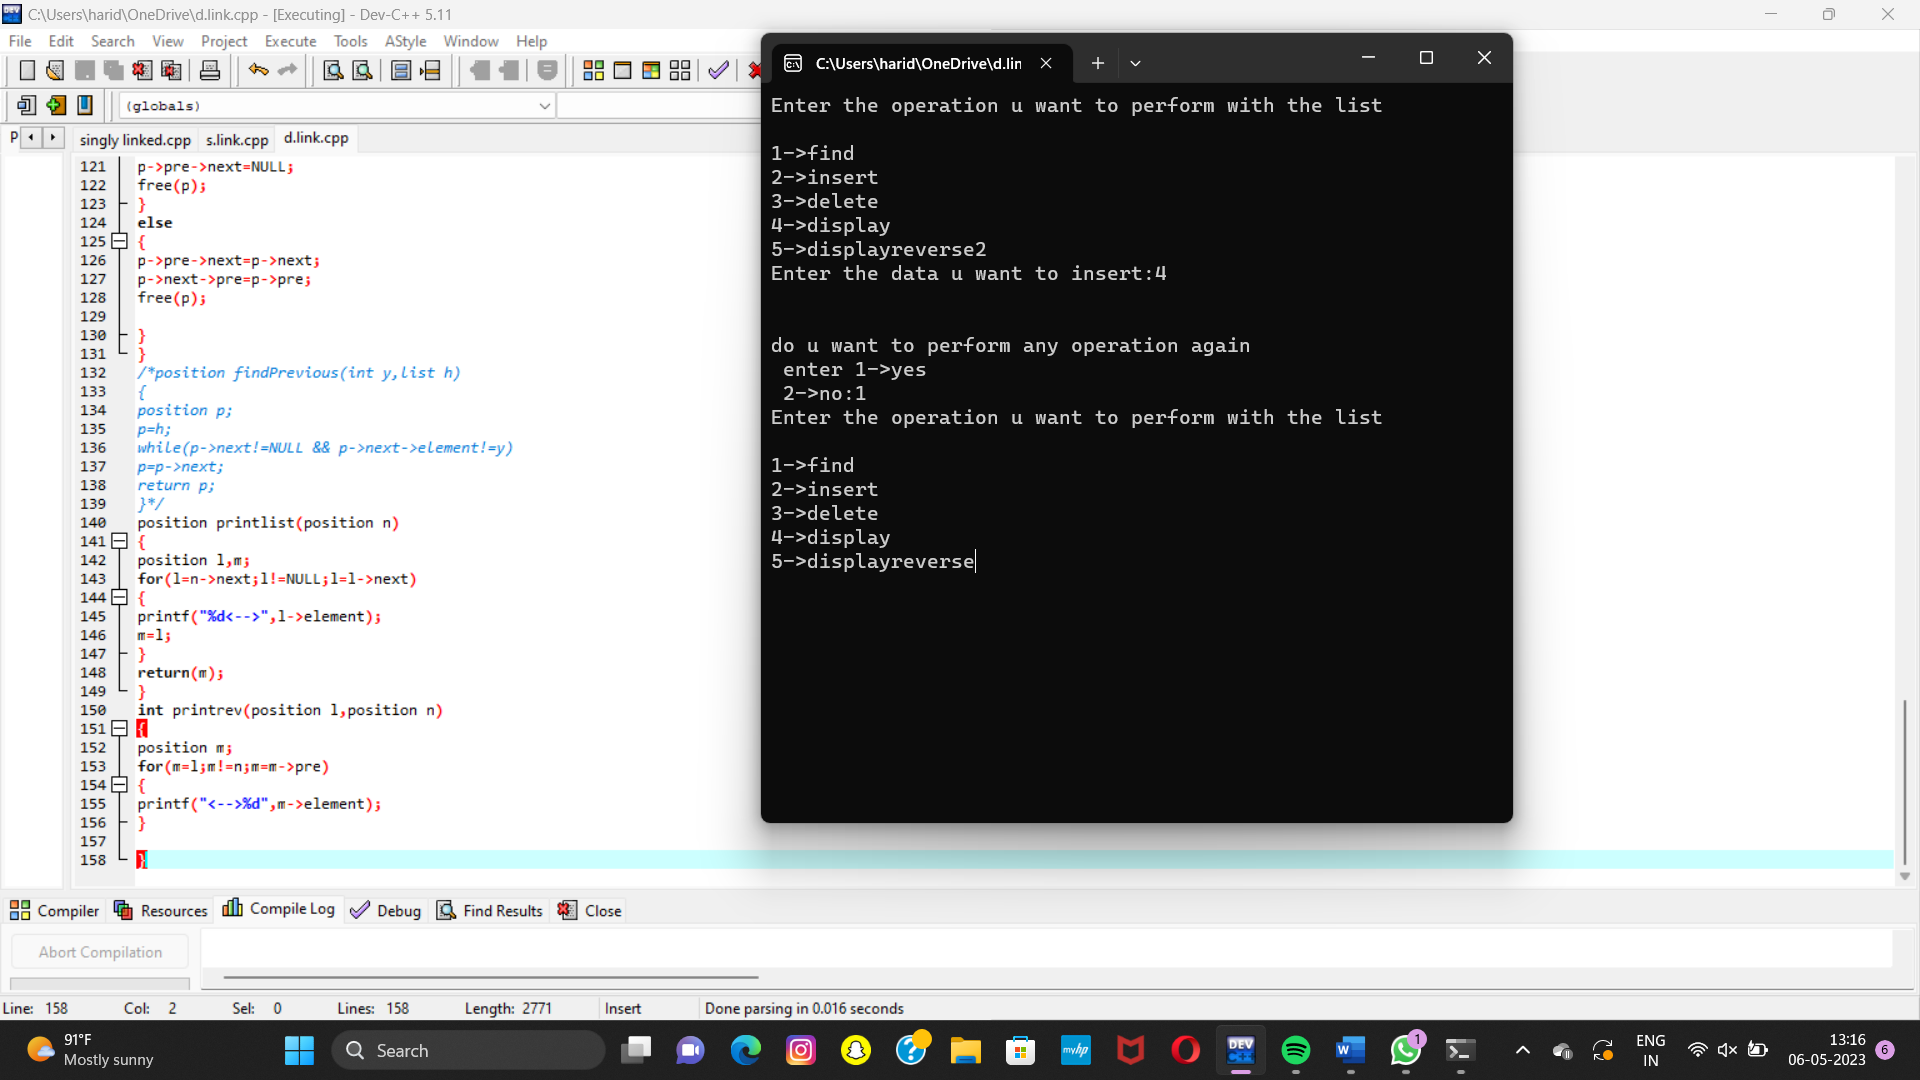 C:\Users\harid\OneDrive\d.link.cpp - [Executing] - Dev-C++ 5.11
File Edit Search View Project Execute Tools AStyle Window Help
(globals)
P singly linked.cpp s.link.cpp d.link.cpp
121 p->pre->next=NULL;
122 free(p);
123 }
124 else
125 {
126 p->pre->next=p->next;
127 p->next->pre=p->pre;
128 free(p);
129
130 }
131 }
132 /*position findPrevious(int y,list h)
133 {
134 position p;
135 p=h;
136 while(p->next!=NULL && p->next->element!=y)
137 p=p->next;
138 return p;
139 }*/
140 position printlist(position n)
141 {
142 position l,m;
143 for(l=n->next;l!=NULL;l=l->next)
144 {
145 printf("%d<-->",l->element);
146 m=l;
147 }
148 return(m);
149 }
150 int printrev(position l,position n)
151 {
152 position m;
153 for(m=l;m!=n;m=m->pre)
154 {
155 printf("<-->%d",m->element);
156 }
157
158 }
C:\Users\harid\OneDrive\d.lin
Enter the operation u want to perform with the list
1->find
2->insert
3->delete
4->display
5->displayreverse2
Enter the data u want to insert:4
do u want to perform any operation again
enter 1->yes
2->no:1
Enter the operation u want to perform with the list
1->find
2->insert
3->delete
4->display
5->displayreverse
Compiler Resources Compile Log Debug Find Results Close
Abort Compilation
Line: 158 Col: 2 Sel: 0 Lines: 158 Length: 2771 Insert Done parsing in 0.016 seconds
91°F
Mostly sunny
Search
myhp
DEV
1
ENG
IN
13:16
06-05-2023
6